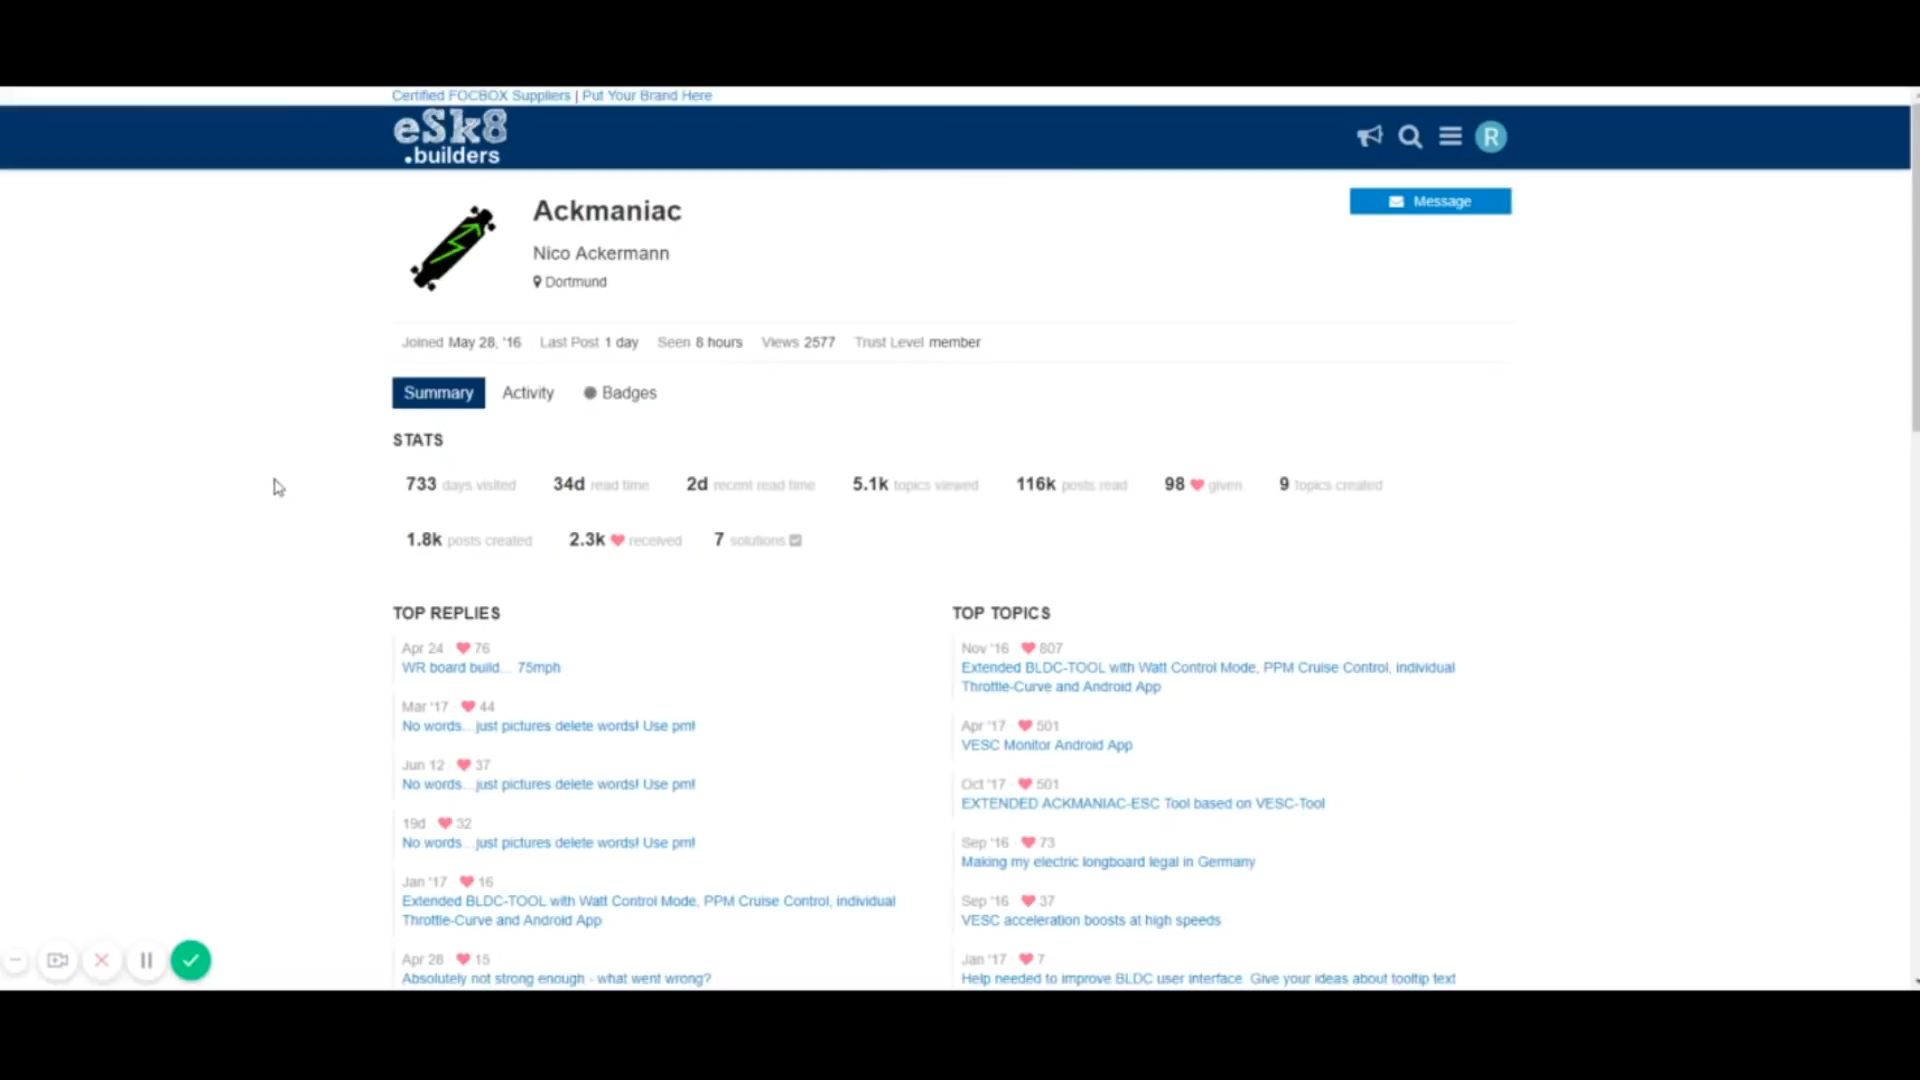 Certified FOCBOX Suppliers | Put Your Brand Here
eSk8
.builders
R
Ackmaniac
Message
Nico Ackermann
Dortmund
Joined May 28, '16 Last Post 1 day Seen 8 hours Views 2577 Trust Level member
Summary Activity Badges
STATS
733 days visited 34d read time 2d recent read time 5.1k topics viewed 116k posts read 98 given 9 topics created
1.8k posts created 2.3k received 7 solutions
TOP REPLIES
Apr 24 · 76
WR board build... 75mph
Mar '17 · 44
No words...just pictures delete words! Use pm!
Jun 12 · 37
No words...just pictures delete words! Use pm!
19d · 32
No words...just pictures delete words! Use pm!
Jan '17 · 16
Extended BLDC-TOOL with Watt Control Mode, PPM Cruise Control, individual
Throttle-Curve and Android App
Apr 28 · 15
Absolutely not strong enough - what went wrong?
TOP TOPICS
Nov '16 · 807
Extended BLDC-TOOL with Watt Control Mode, PPM Cruise Control, individual
Throttle-Curve and Android App
Apr '17 · 501
VESC Monitor Android App
Oct '17 · 501
EXTENDED ACKMANIAC-ESC Tool based on VESC-Tool
Sep '16 · 73
Making my electric longboard legal in Germany
Sep '16 · 37
VESC acceleration boosts at high speeds
Jan '17 · 7
Help needed to improve BLDC user interface. Give your ideas about tooltip text